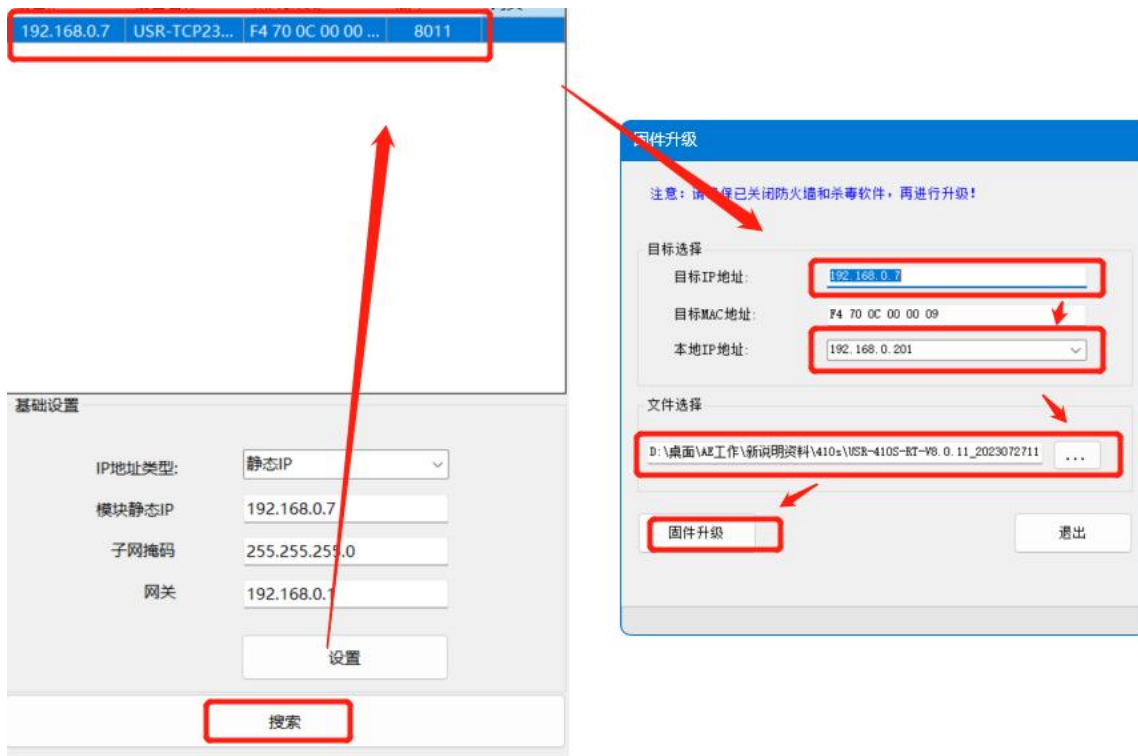 192.168.0.7 USR-TCP23... F4 70 0C 00 00 ... 8011
基础设置
IP地址类型: 静态IP
模块静态IP 192.168.0.7
子网掩码 255.255.255.0
网关 192.168.0.1
设置
搜索
固件升级
注意：请确保已关闭防火墙和杀毒软件，再进行升级!
目标选择
目标IP地址: 192.168.0.7
目标MAC地址: F4 70 0C 00 00 09
本地IP地址: 192.168.0.201
文件选择
D:\桌面\AE工作\新说明资料\410s\USR-410S-RT-V8.0.11_2023072711 ...
固件升级 退出